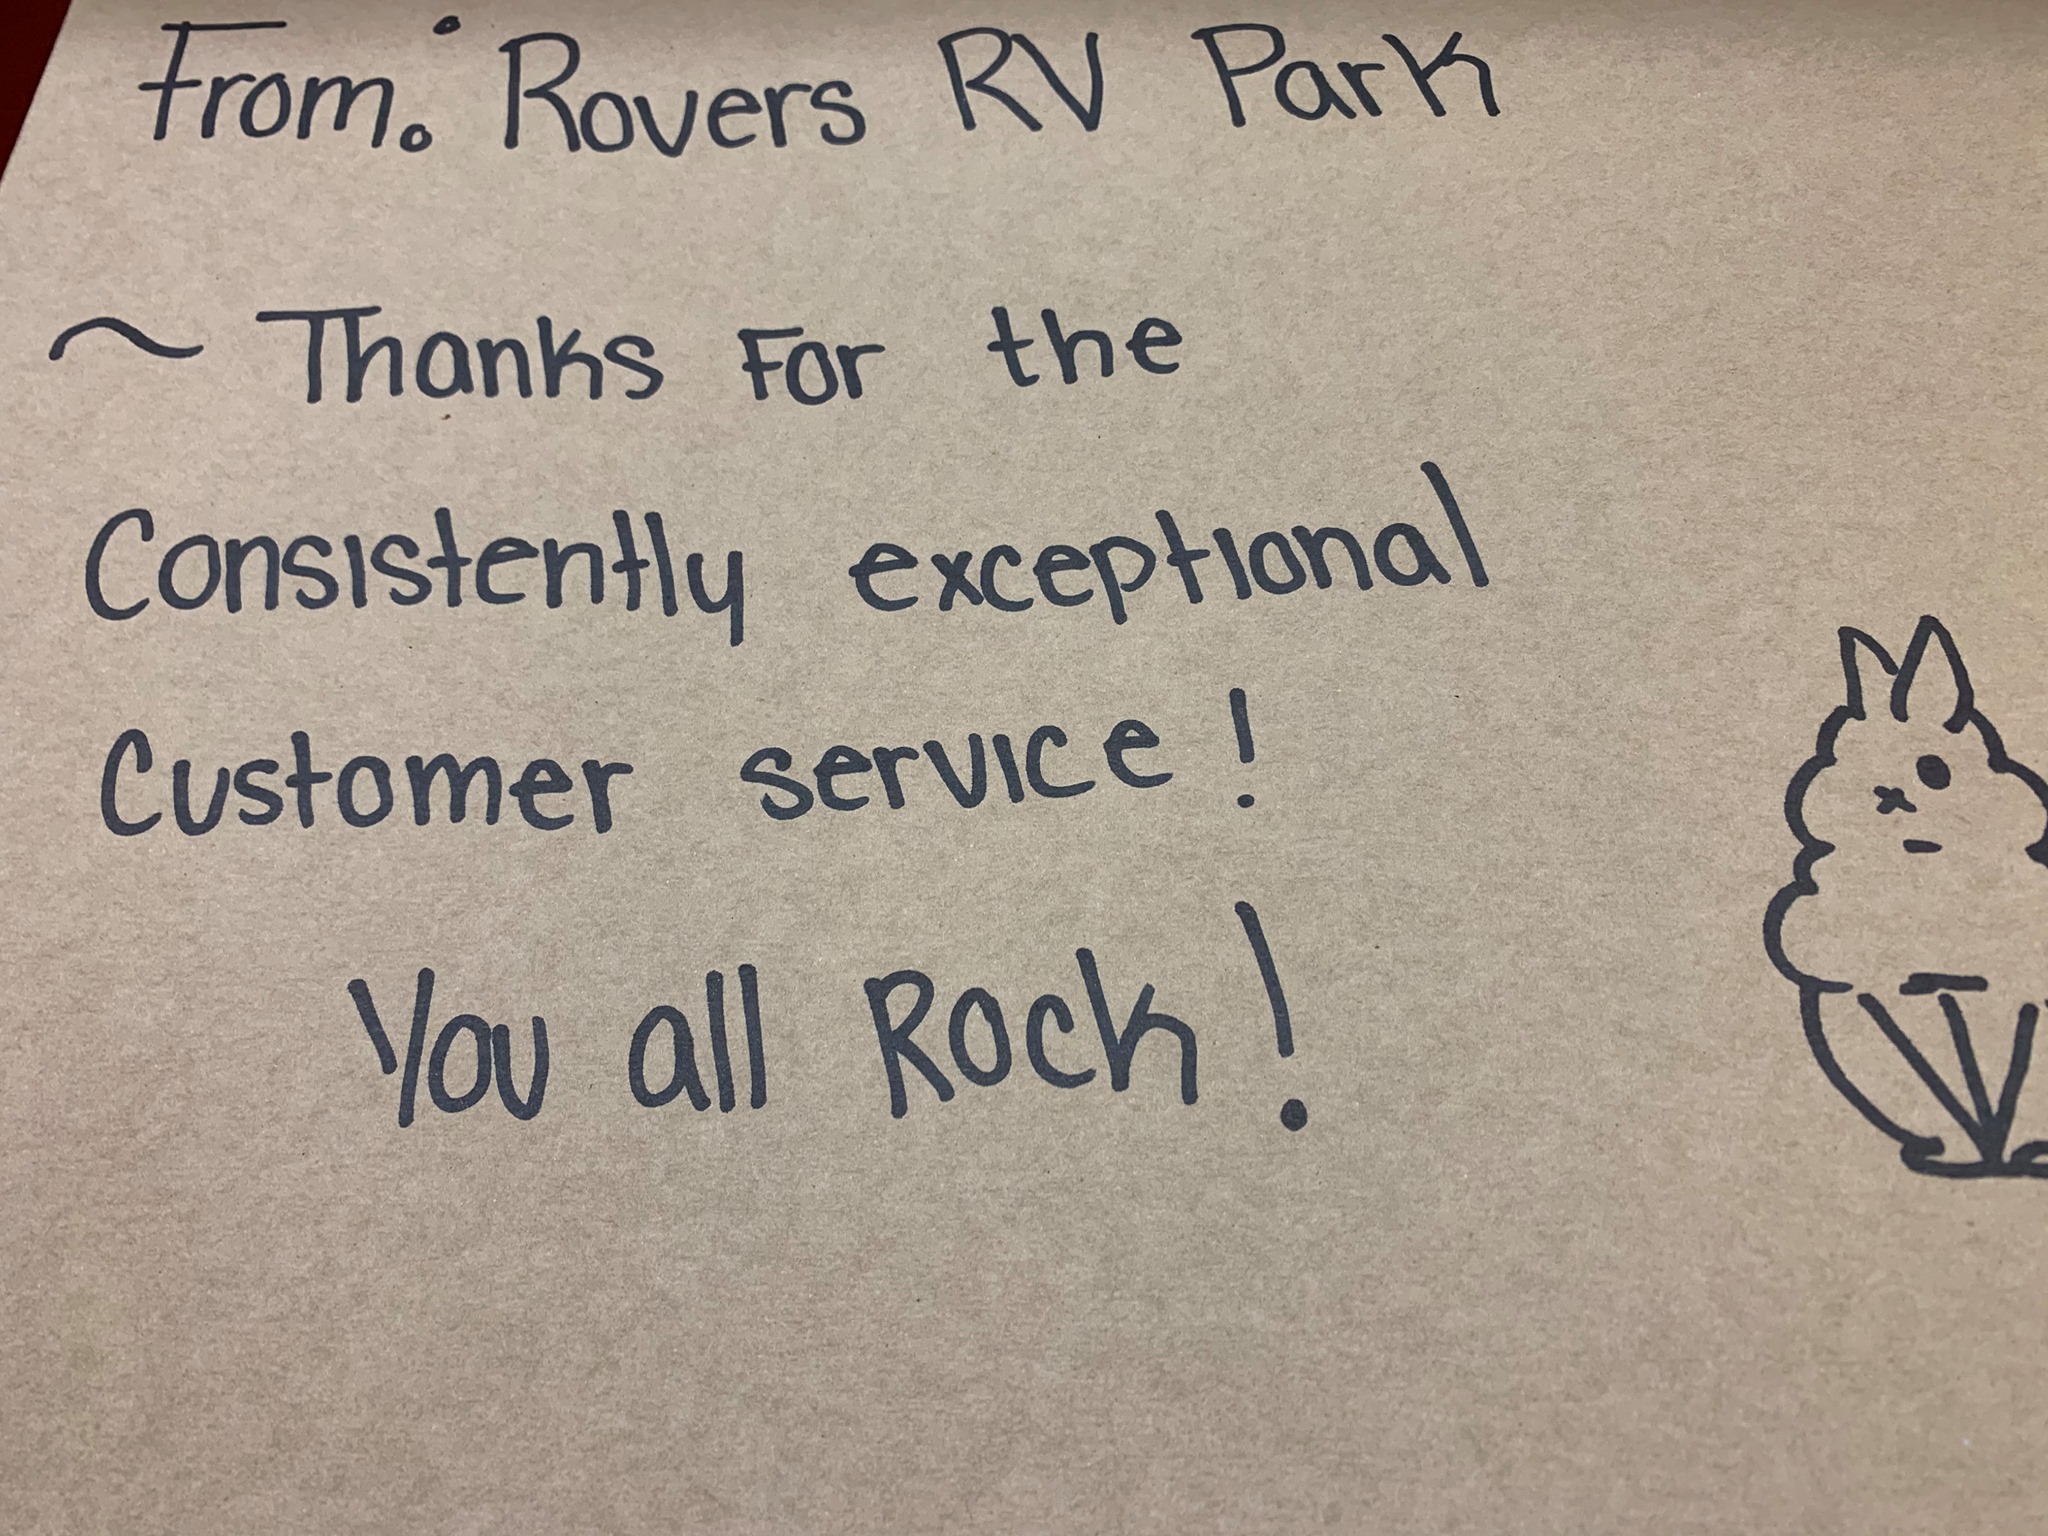 From: Rovers RV Park
~ Thanks For the
Consistently exceptional
Customer service!
You all Rock!